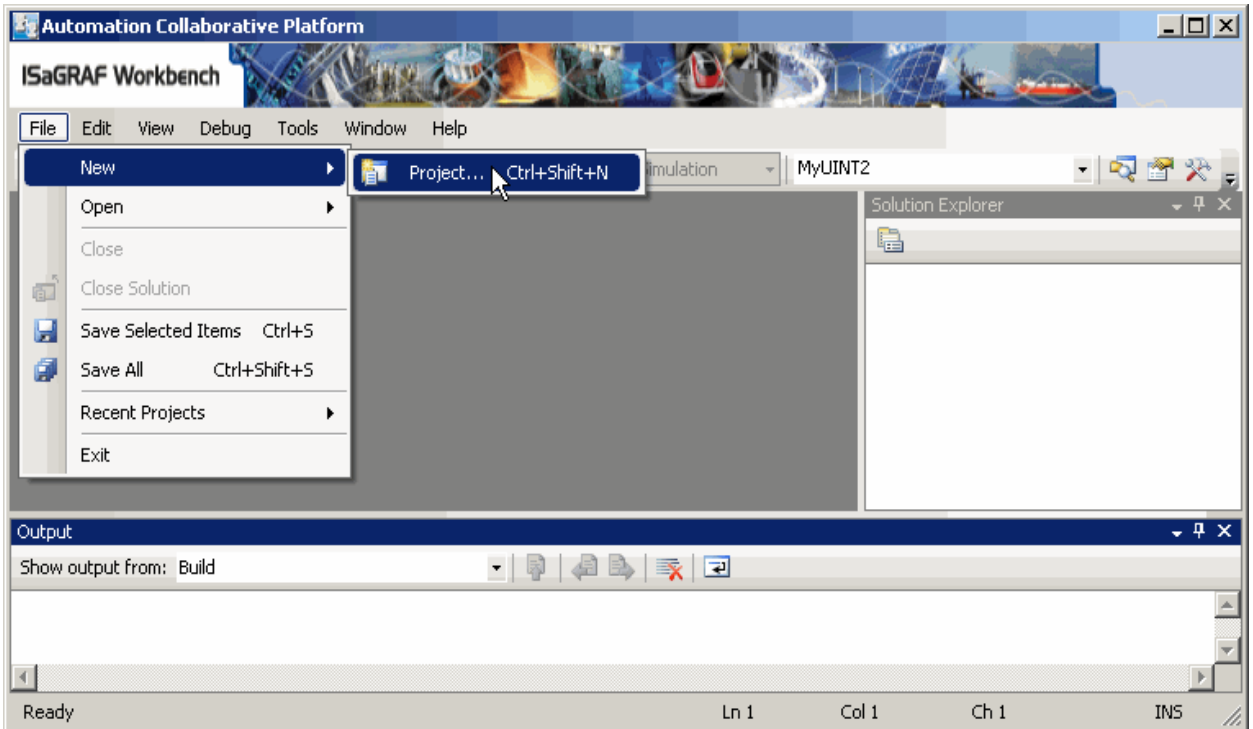 Automation Collaborative Platform
ISaGRAF Workbench
File Edit View Debug Tools Window Help
New
Project... Ctrl+Shift+N
MyUINT2
Open
Solution Explorer
Close
Close Solution
Save Selected Items Ctrl+S
Save All Ctrl+Shift+S
Recent Projects
Exit
Output
Show output from: Build
Ready Ln 1 Col 1 Ch 1 INS